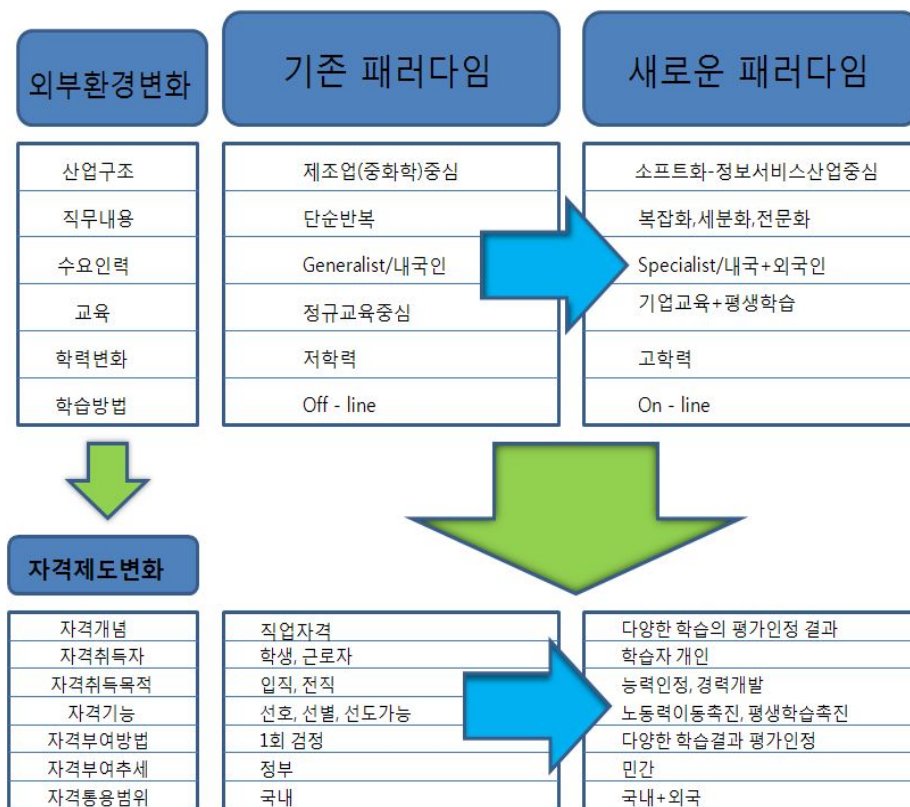 외부환경변화 기존 패러다임 새로운 패러다임
산업구조 제조업(중화학)중심 소프트화-정보서비스산업중심
직무내용 단순반복 복잡화,세분화,전문화
수요인력 Generalist/내국인 Specialist/내국+외국인
교육 정규교육중심 기업교육+평생학습
학력변화 저학력 고학력
학습방법 Off - line On - line
자격제도변화
자격개념 직업자격 다양한 학습의 평가인정 결과
자격취득자 학생, 근로자 학습자 개인
자격취득목적 입직, 전직 능력인정, 경력개발
자격기능 선호, 선별, 선도가능 노동력이동촉진, 평생학습촉진
자격부여방법 1회 검정 다양한 학습결과 평가인정
자격부여추세 정부 민간
자격통용범위 국내 국내+외국